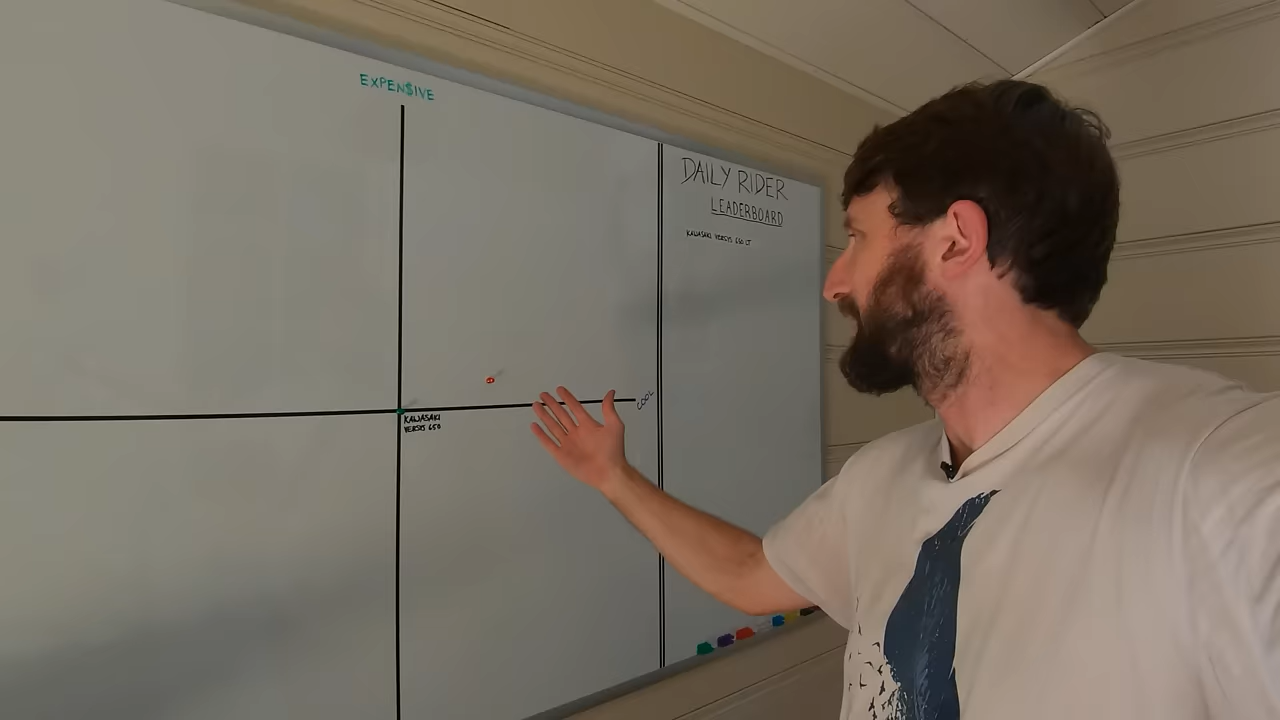 EXPEN$IVE
DAILY RIDER
LEADERBOARD
KAWASAKI VERSYS 650 LT
COOL
KAWASAKI
VERSYS 650